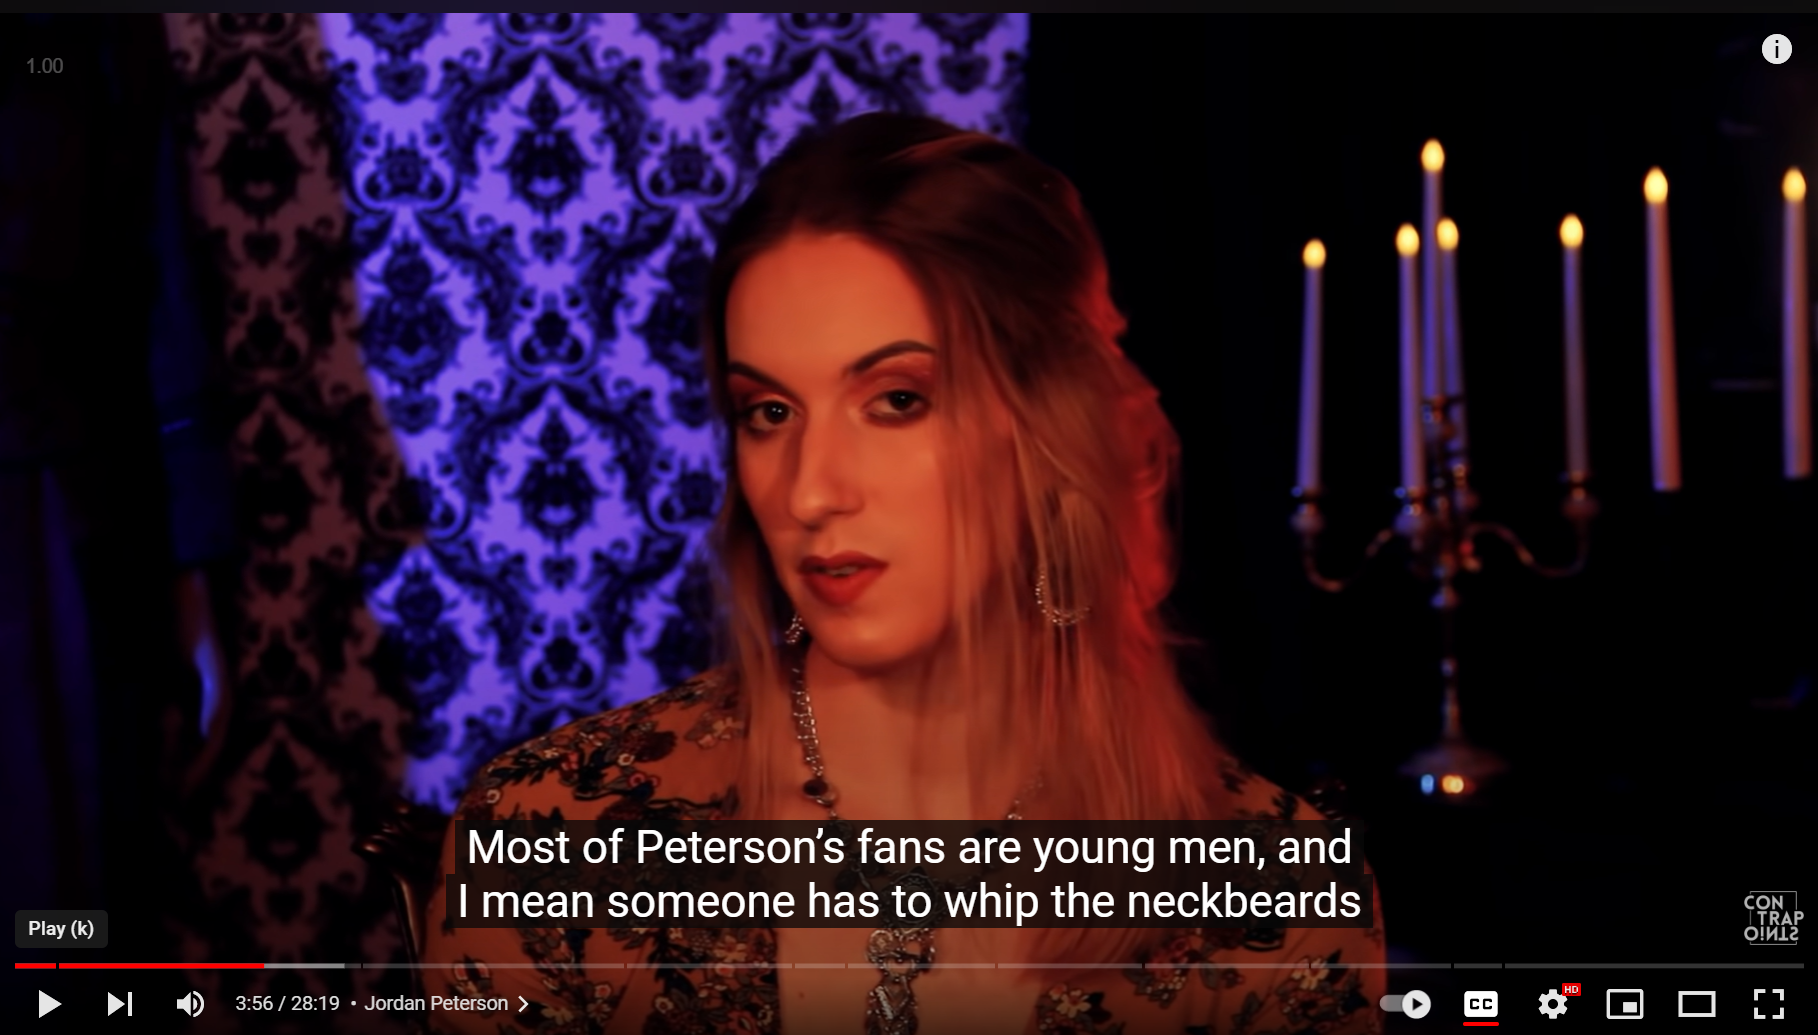 1.00
i
Most of Peterson’s fans are young men, and
I mean someone has to whip the neckbeards
CON
TRAP
OINTS
Play (k)
3:56 / 28:19 • Jordan Peterson
CC
HD